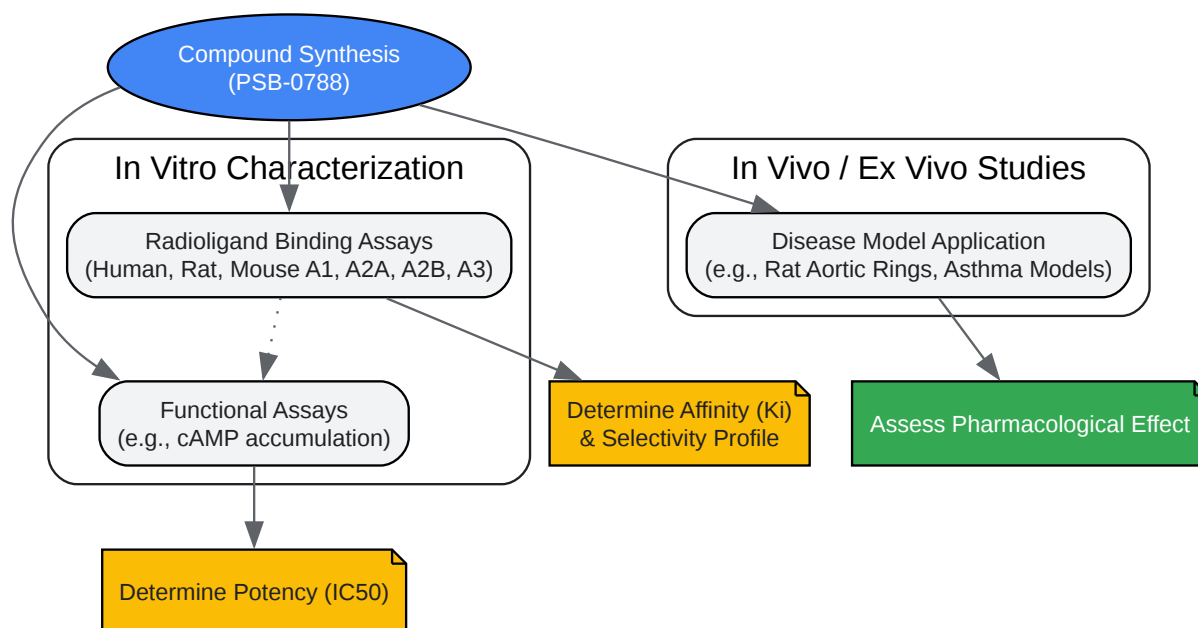 Compound Synthesis
(PSB-0788)
In Vitro Characterization
Radioligand Binding Assays
(Human, Rat, Mouse A1, A2A, A2B, A3)
Functional Assays
(e.g., cAMP accumulation)
Determine Potency (IC50)
Determine Affinity (Ki)
& Selectivity Profile
In Vivo / Ex Vivo Studies
Disease Model Application
(e.g., Rat Aortic Rings, Asthma Models)
Assess Pharmacological Effect